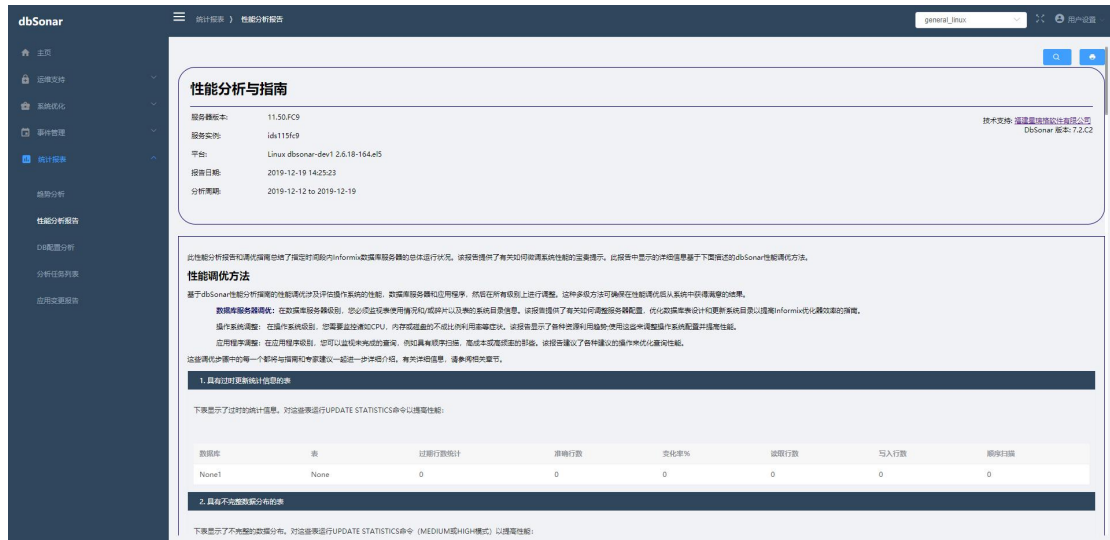 dbSonar
统计报表 》 性能分析报告
general_linux
用户设置
主页
运维支持
系统优化
事件管理
统计报表
趋势分析
性能分析报告
DB配置分析
分析任务列表
应用变更报告
性能分析与指南
服务器版本: 11.50.FC9
服务实例: ids115fc9
平台: Linux dbsonar-dev1 2.6.18-164.el5
报告日期: 2019-12-19 14:25:23
分析周期: 2019-12-12 to 2019-12-19
技术支持: 福建星瑞格软件有限公司
DbSonar 版本: 7.2.C2
此性能分析报告和调优指南总结了指定时间段内Informix数据库服务器的总体运行状况。该报告提供了有关如何微调系统性能的宝贵提示。此报告中显示的详细信息基于下面描述的dbSonar性能调优方法。
性能调优方法
基于dbSonar性能分析指南的性能调优涉及评估操作系统的性能、数据库服务器和应用程序，然后在所有级别上进行调整。这种多级方法可确保在性能调优后从系统中获得满意的结果。
数据库服务器调优: 在数据库服务器级别，您必须监视表使用情况和/或碎片以及表的系统目录信息。该报告提供了有关如何调整服务器配置、优化数据库表设计和更新系统目录以提高Informix优化器效率的指南。
操作系统调整: 在操作系统级别，您需要监控诸如CPU、内存或磁盘的不成比例利用率等症状。该报告显示了各种资源利用趋势;使用这些来调整操作系统配置并提高性能。
应用程序调整: 在应用程序级别，您可以监视未完成的查询，例如具有顺序扫描、高成本或高频率的那些。该报告建议了各种建议的操作来优化查询性能。
这些调优步骤中的每一个都将与指南和专家建议一起进一步详细介绍。有关详细信息，请参阅相关章节。
1. 具有过时更新统计信息的表
下表显示了过时的统计信息。对这些表运行UPDATE STATISTICS命令以提高性能:
数据库 表 过期行数统计 准确行数 变化率% 读取行数 写入行数 顺序扫描
None1 None 0 0 0 0 0 0
2. 具有不完整数据分布的表
下表显示了不完整的数据分布。对这些表运行UPDATE STATISTICS命令（MEDIUM或HIGH模式）以提高性能: